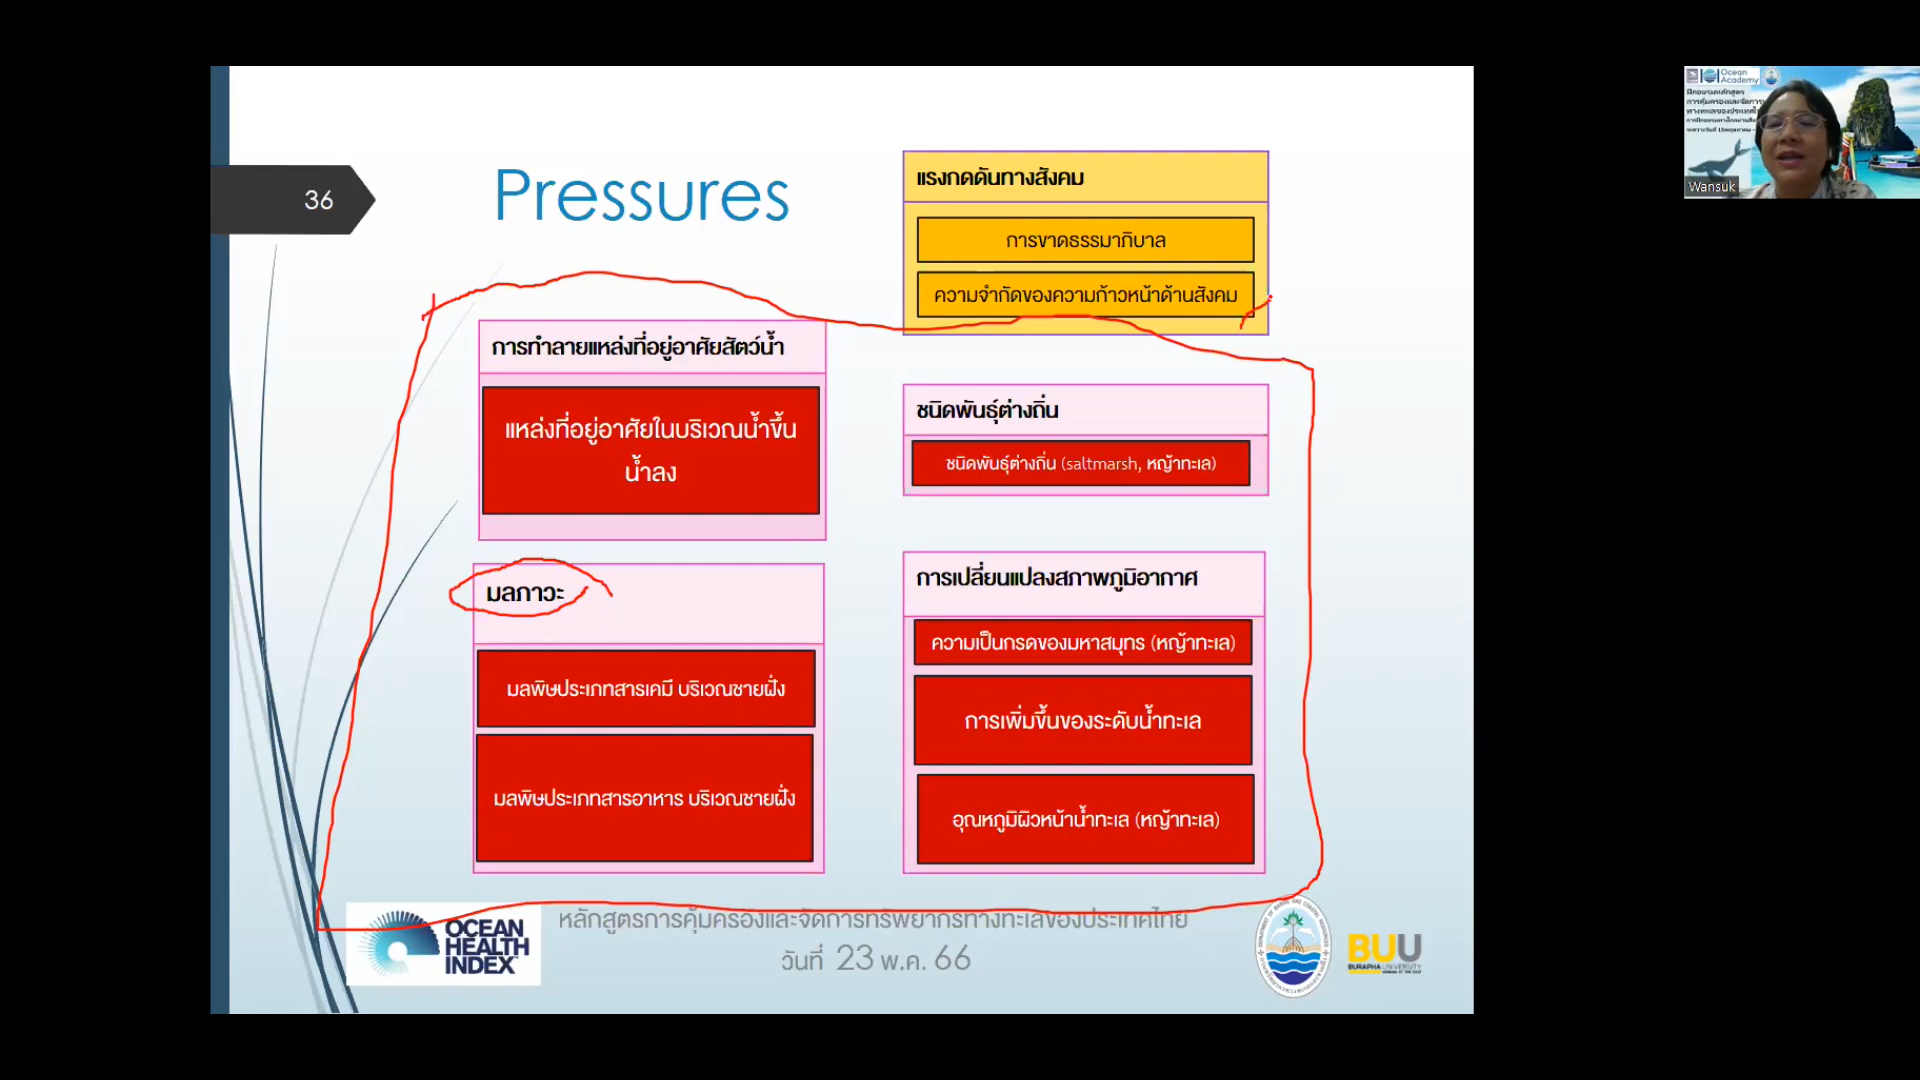 36
Pressures
แรงกดดันทางสังคม
การขาดธรรมาภิบาล
ความจำกัดของความก้าวหน้าด้านสังคม
การทำลายแหล่งที่อยู่อาศัยสัตว์น้ำ
แหล่งที่อยู่อาศัยในบริเวณน้ำขึ้น
น้ำลง
ชนิดพันธุ์ต่างถิ่น
ชนิดพันธุ์ต่างถิ่น (saltmarsh, หญ้าทะเล)
มลภาวะ
มลพิษประเภทสารเคมี บริเวณชายฝั่ง
มลพิษประเภทสารอาหาร บริเวณชายฝั่ง
การเปลี่ยนแปลงสภาพภูมิอากาศ
ความเป็นกรดของมหาสมุทร (หญ้าทะเล)
การเพิ่มขึ้นของระดับน้ำทะเล
อุณหภูมิผิวหน้าน้ำทะเล (หญ้าทะเล)
OCEAN
HEALTH
INDEX
หลักสูตรการคุ้มครองและจัดการทรัพยากรทางทะเลของประเทศไทย
วันที่ 23 พ.ค. 66
BUU
BURAPHA UNIVERSITY
Ocean
Academy
Wansuk